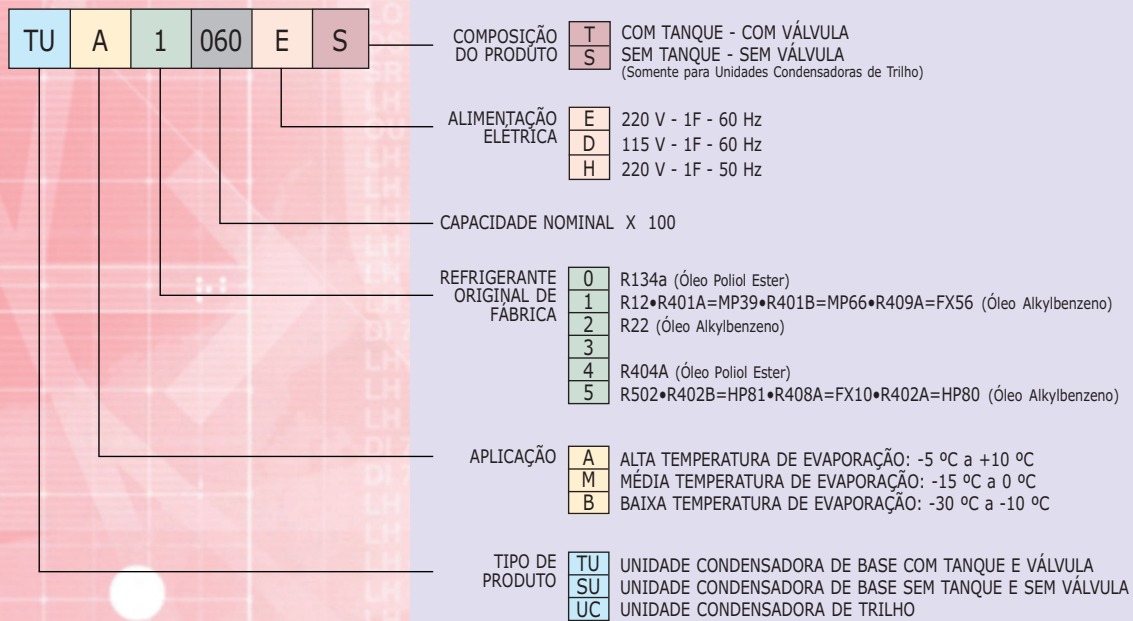 TU A 1 060 E S
COMPOSIÇÃO DO PRODUTO
T COM TANQUE - COM VÁLVULA
S SEM TANQUE - SEM VÁLVULA
(Somente para Unidades Condensadoras de Trilho)
ALIMENTAÇÃO ELÉTRICA
E 220 V - 1F - 60 Hz
D 115 V - 1F - 60 Hz
H 220 V - 1F - 50 Hz
CAPACIDADE NOMINAL X 100
REFRIGERANTE ORIGINAL DE FÁBRICA
0 R134a (Óleo Poliol Ester)
1 R12•R401A=MP39•R401B=MP66•R409A=FX56 (Óleo Alkylbenzeno)
2 R22 (Óleo Alkylbenzeno)
3
4 R404A (Óleo Poliol Ester)
5 R502•R402B=HP81•R408A=FX10•R402A=HP80 (Óleo Alkylbenzeno)
APLICAÇÃO
A ALTA TEMPERATURA DE EVAPORAÇÃO: -5 ºC a +10 ºC
M MÉDIA TEMPERATURA DE EVAPORAÇÃO: -15 ºC a 0 ºC
B BAIXA TEMPERATURA DE EVAPORAÇÃO: -30 ºC a -10 ºC
TIPO DE PRODUTO
TU UNIDADE CONDENSADORA DE BASE COM TANQUE E VÁLVULA
SU UNIDADE CONDENSADORA DE BASE SEM TANQUE E SEM VÁLVULA
UC UNIDADE CONDENSADORA DE TRILHO